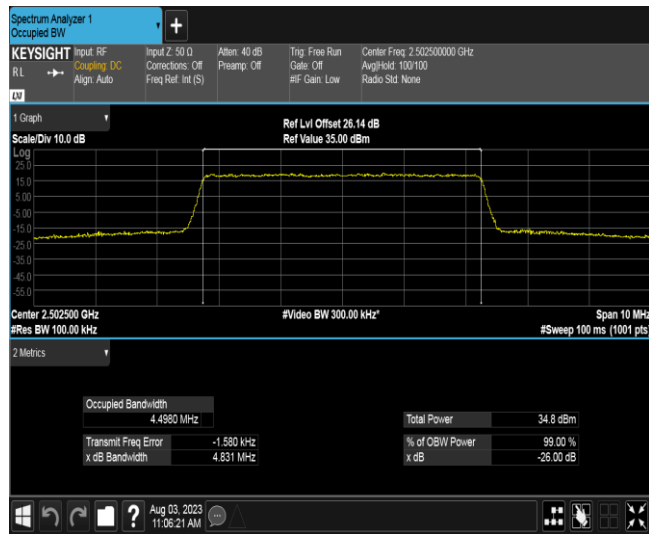 Spectrum Analyzer 1
Occupied BW
+
KEYSIGHT
RL
LXI
Input: RF
Coupling: DC
Align: Auto
Input Z: 50 Ω
Corrections: Off
Freq Ref: Int (S)
Atten: 40 dB
Preamp: Off
Trig: Free Run
Gate: Off
#IF Gain: Low
Center Freq: 2.502500000 GHz
Avg|Hold: 100/100
Radio Std: None
1 Graph
Scale/Div 10.0 dB
Ref Lvl Offset 26.14 dB
Ref Value 35.00 dBm
Log
25.0
15.0
5.00
-5.00
-15.0
-25.0
-35.0
-45.0
-55.0
Center 2.502500 GHz
#Video BW 300.00 kHz*
Span 10 MHz
#Res BW 100.00 kHz
#Sweep 100 ms (1001 pts)
2 Metrics
Occupied Bandwidth
4.4980 MHz
Total Power 34.8 dBm
Transmit Freq Error -1.580 kHz
% of OBW Power 99.00 %
x dB Bandwidth 4.831 MHz
x dB -26.00 dB
?
Aug 03, 2023
11:06:21 AM